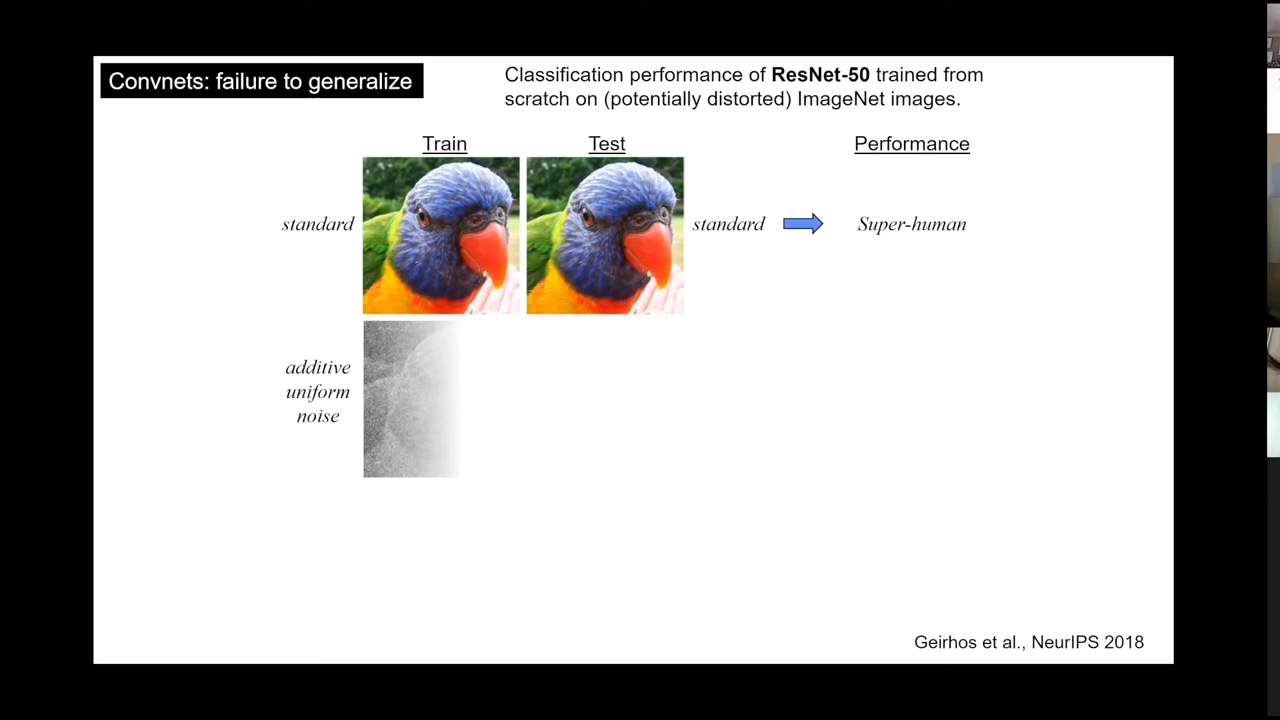 Convnets: failure to generalize
Classification performance of ResNet-50 trained from
scratch on (potentially distorted) ImageNet images.
Train
Test
Performance
standard
standard
Super-human
additive
uniform
noise
Geirhos et al., NeurIPS 2018